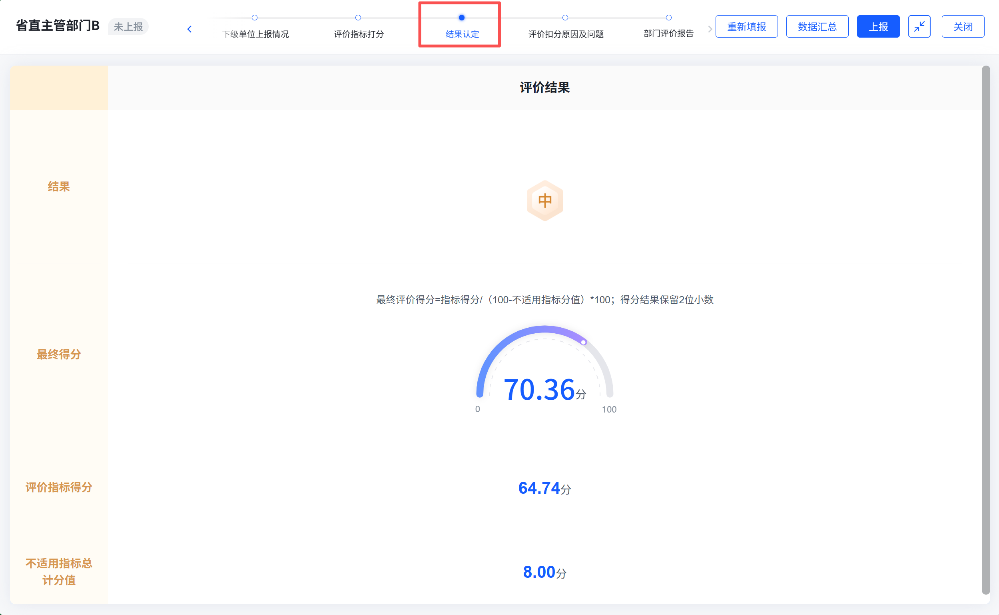 省直主管部门B
未上报
下级单位上报情况
评价指标打分
结果认定
评价扣分原因及问题
部门评价报告
重新填报
数据汇总
上报
关闭
评价结果
结果
中
最终得分
最终评价得分=指标得分/（100-不适用指标分值）*100；得分结果保留2位小数
70.36分
0
100
评价指标得分
64.74分
不适用指标总
计分值
8.00分